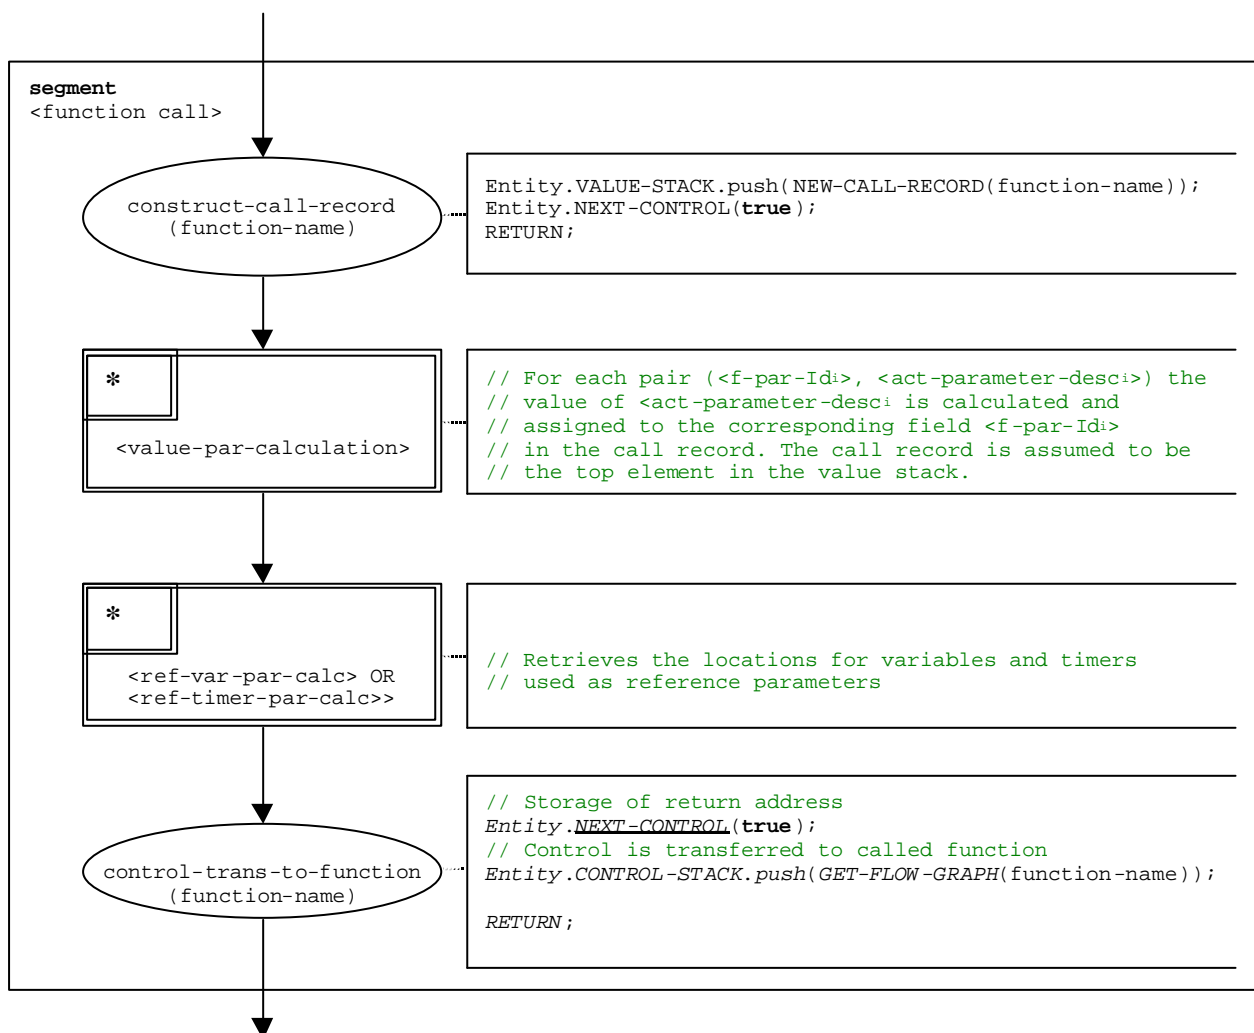 segment
<function call>
construct-call-record
(function-name)
Entity.VALUE-STACK.push(NEW-CALL-RECORD(function-name));
Entity.NEXT-CONTROL(true);
RETURN;
*
<value-par-calculation>
// For each pair (<f-par-Idi>, <act-parameter-desci>) the
// value of <act-parameter-desci is calculated and
// assigned to the corresponding field <f-par-Idi>
// in the call record. The call record is assumed to be
// the top element in the value stack.
*
<ref-var-par-calc> OR
<ref-timer-par-calc>>
// Retrieves the locations for variables and timers
// used as reference parameters
control-trans-to-function
(function-name)
// Storage of return address
Entity.NEXT-CONTROL(true);
// Control is transferred to called function
Entity.CONTROL-STACK.push(GET-FLOW-GRAPH(function-name));
RETURN;